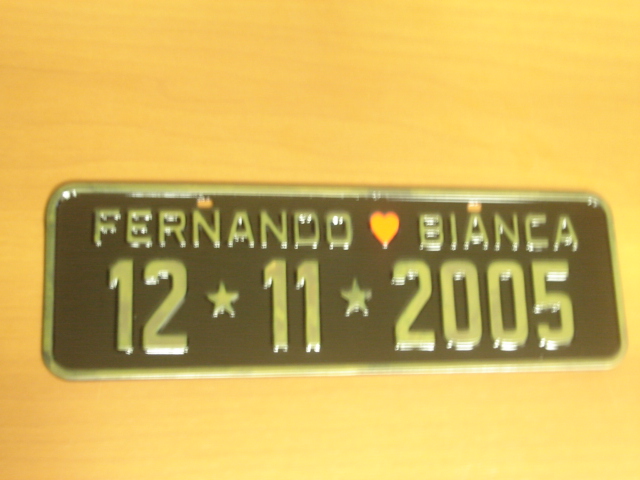 FERNANDO ♥ BIANCA
12 ★ 11 ★ 2005